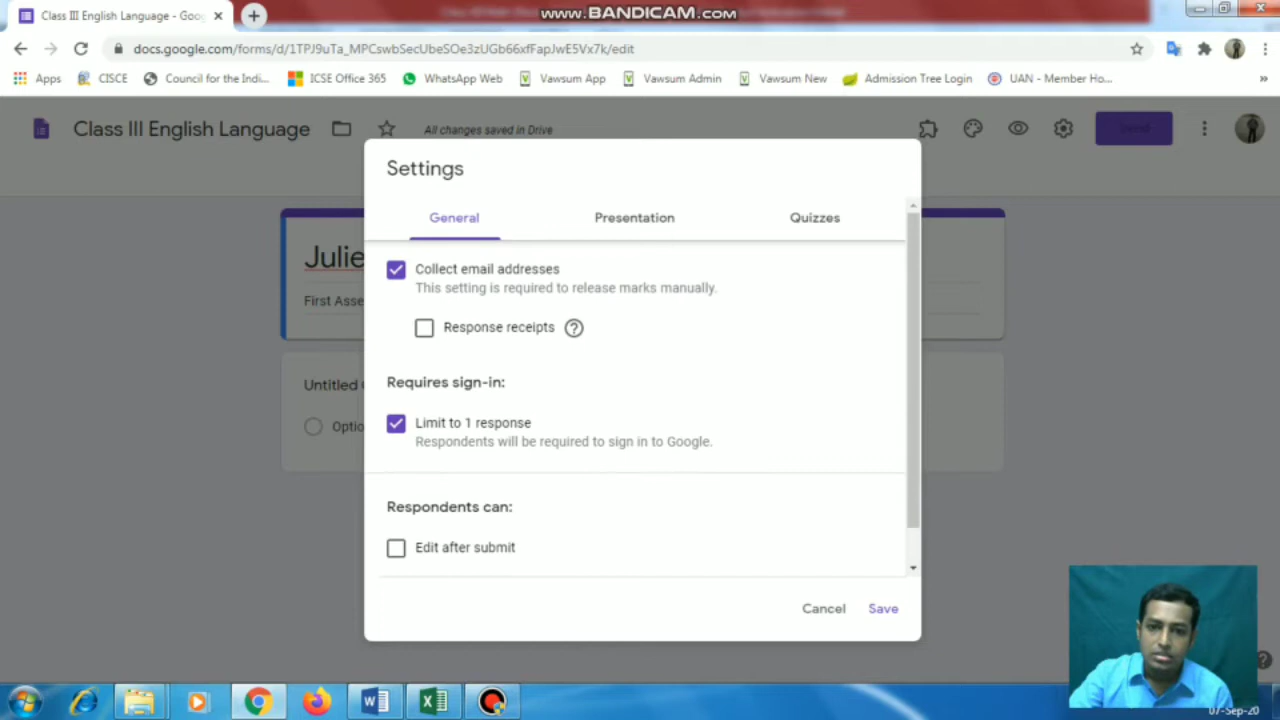 www.BANDICAM.com
Class III English Language - Goo
docs.google.com/forms/d/1TPJ9uTa_MPCswbSecUbeSOe3zUGb66xfFapJwE5Vx7k/edit
Apps CISCE Council for the Indi... ICSE Office 365 WhatsApp Web Vawsum App Vawsum Admin Vawsum New Admission Tree Login UAN - Member Ho... »
Class III English Language All changes saved in Drive Send
Settings
General Presentation Quizzes
Julie
First Asse
Collect email addresses
This setting is required to release marks manually.
Response receipts
Requires sign-in:
Untitled
Limit to 1 response
Optio
Respondents will be required to sign in to Google.
Respondents can:
Edit after submit
Cancel Save
07-Sep-20